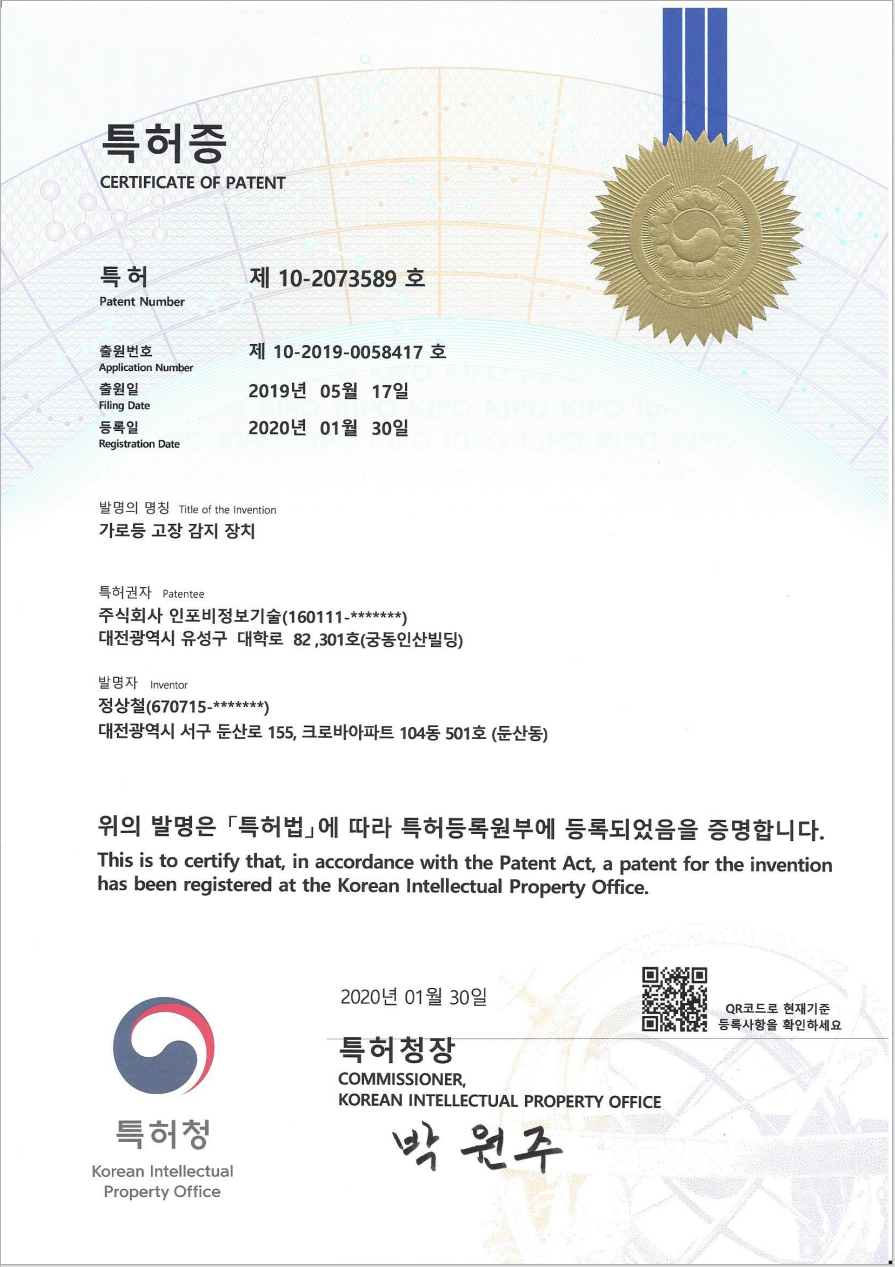 특허증
CERTIFICATE OF PATENT
특 허 제 10-2073589 호
Patent Number
출원번호 제 10-2019-0058417 호
Application Number
출원일 2019년 05월 17일
Filing Date
등록일 2020년 01월 30일
Registration Date
KIPO KIPO KIPO KIPO KIPO
발명의 명칭 Title of the Invention
가로등 고장 감지 장치
특허권자 Patentee
주식회사 인포비정보기술(160111-*******)
대전광역시 유성구 대학로 82 ,301호(궁동인산빌딩)
발명자 Inventor
정상철(670715-*******)
대전광역시 서구 둔산로 155, 크로바아파트 104동 501호 (둔산동)
위의 발명은 「특허법」에 따라 특허등록원부에 등록되었음을 증명합니다.
This is to certify that, in accordance with the Patent Act, a patent for the invention
has been registered at the Korean Intellectual Property Office.
2020년 01월 30일
QR코드로 현재기준
등록사항을 확인하세요
특허청장
COMMISSIONER,
KOREAN INTELLECTUAL PROPERTY OFFICE
박 원 주
특허청
Korean Intellectual
Property Office